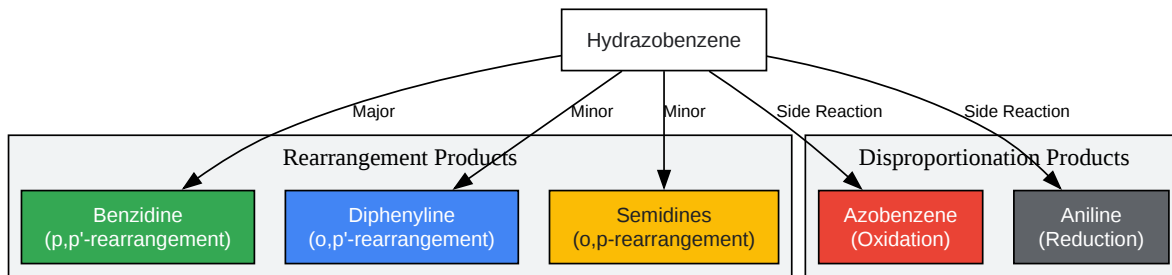 Hydrazobenzene
Major
Minor
Minor
Side Reaction
Side Reaction
Rearrangement Products
Disproportionation Products
Benzidine
(p,p'-rearrangement)
Diphenyline
(o,p'-rearrangement)
Semidines
(o,p-rearrangement)
Azobenzene
(Oxidation)
Aniline
(Reduction)